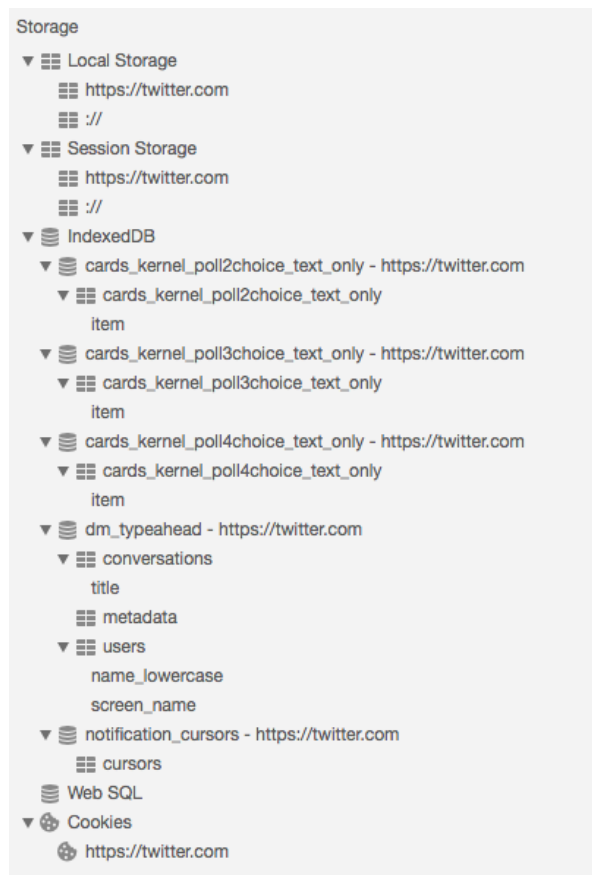 Storage
Local Storage
https://twitter.com
://
Session Storage
https://twitter.com
://
IndexedDB
cards_kernel_poll2choice_text_only - https://twitter.com
cards_kernel_poll2choice_text_only
item
cards_kernel_poll3choice_text_only - https://twitter.com
cards_kernel_poll3choice_text_only
item
cards_kernel_poll4choice_text_only - https://twitter.com
cards_kernel_poll4choice_text_only
item
dm_typeahead - https://twitter.com
conversations
title
metadata
users
name_lowercase
screen_name
notification_cursors - https://twitter.com
cursors
Web SQL
Cookies
https://twitter.com